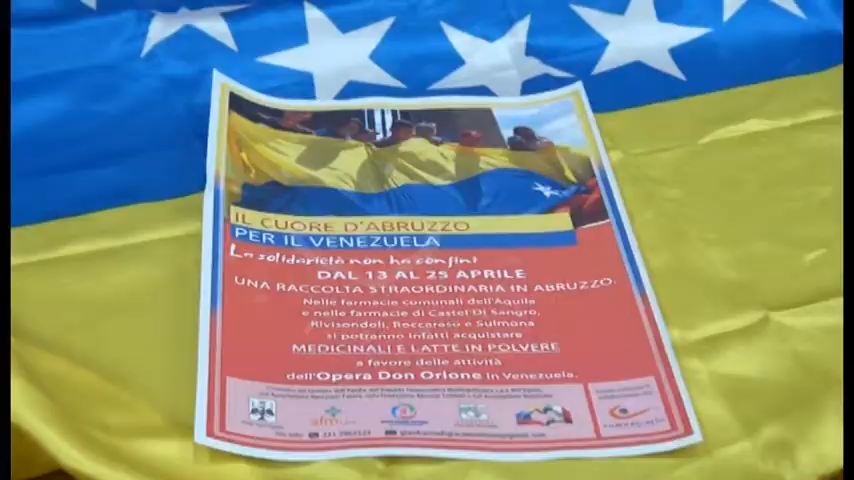 IL CUORE D'ABRUZZO
PER IL VENEZUELA
La solidarietà non ha confini
DAL 13 AL 25 APRILE
UNA RACCOLTA STRAORDINARIA IN ABRUZZO.
Nelle farmacie comunali dell'Aquila
e nelle farmacie di Castel Di Sangro,
Rivisondoli, Roccaraso e Sulmona
si potranno infatti acquistare
MEDICINALI E LATTE IN POLVERE
a favore delle attività
dell'Opera Don Orione in Venezuela.
afm